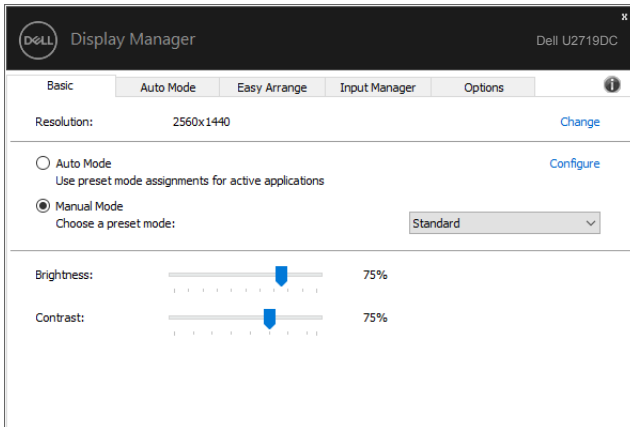 x
DELL Display Manager
Dell U2719DC
Basic Auto Mode Easy Arrange Input Manager Options i
Resolution: 2560x1440 Change
Auto Mode Configure
Use preset mode assignments for active applications
Manual Mode
Choose a preset mode: Standard
Brightness: 75%
Contrast: 75%